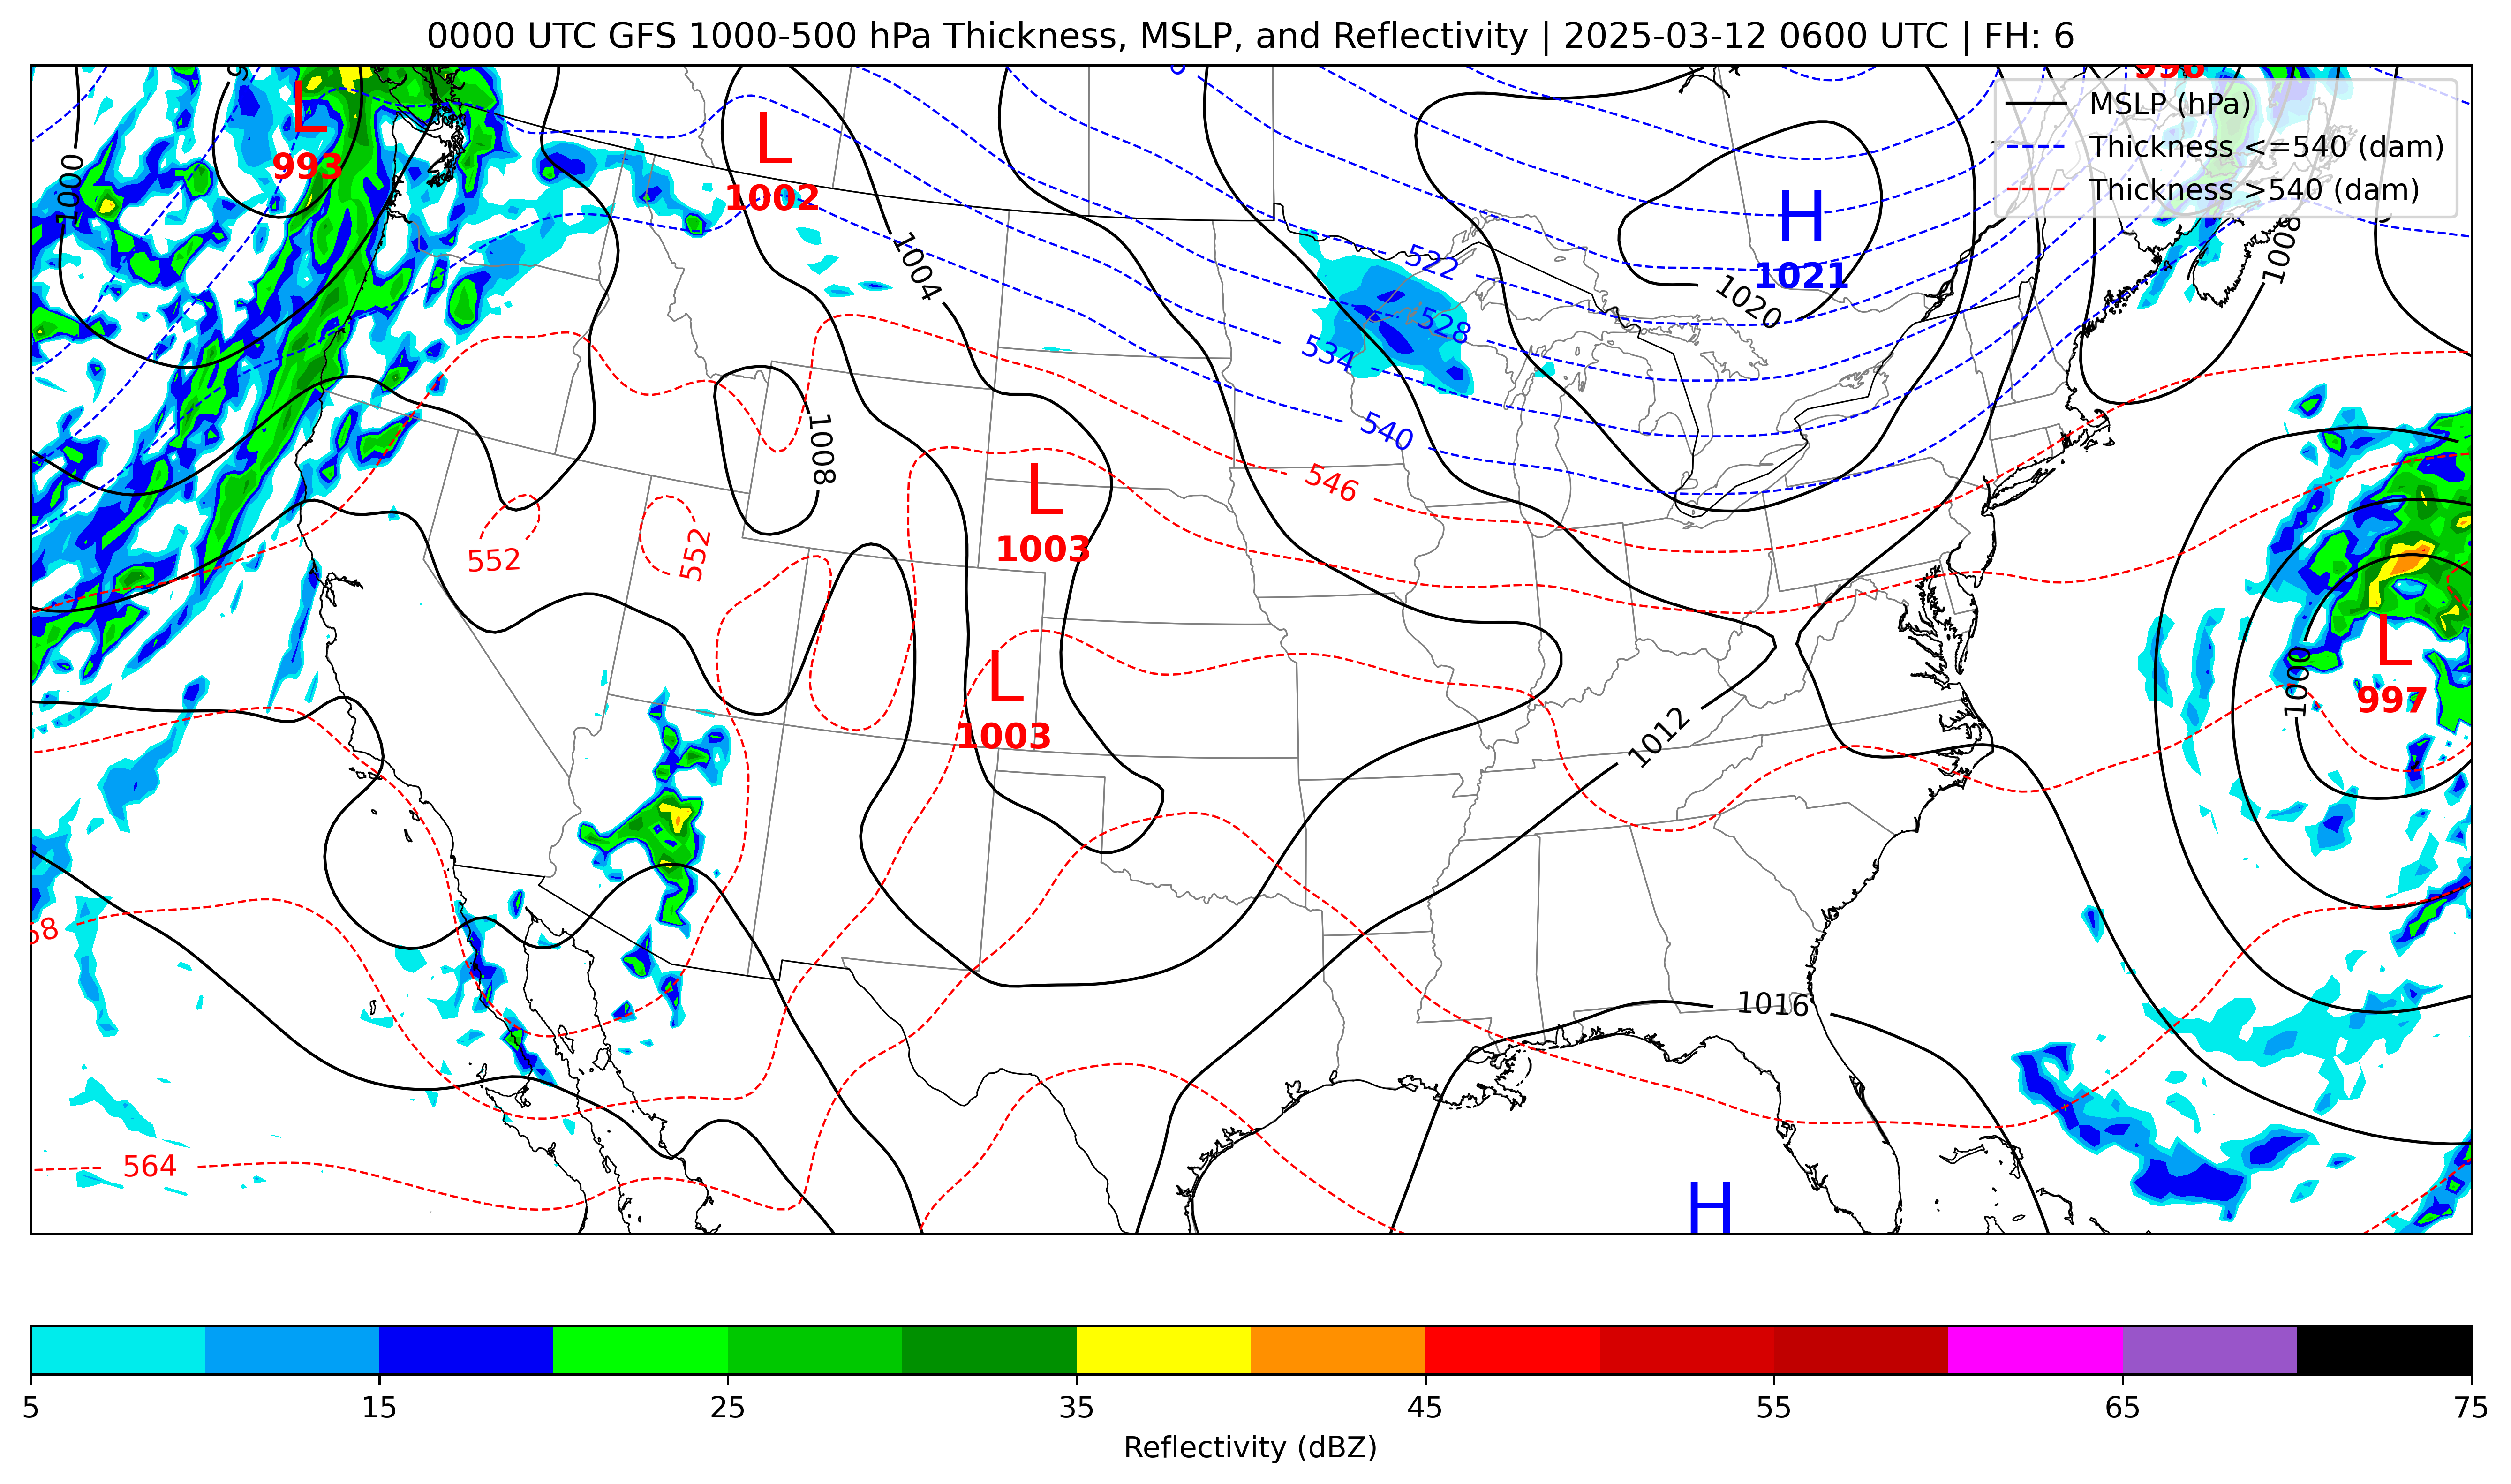 0000 UTC GFS 1000-500 hPa Thickness, MSLP, and Reflectivity | 2025-03-12 0600 UTC | FH: 6
MSLP (hPa)
Thickness <=540 (dam)
Thickness >540 (dam)
L
993
L
1002
H
1021
1000
1004
1008
1020
522
528
534
540
1008
546
L
1003
552
552
L
1003
1012
1000
L
997
1016
564
H
5 15 25 35 45 55 65 75
Reflectivity (dBZ)